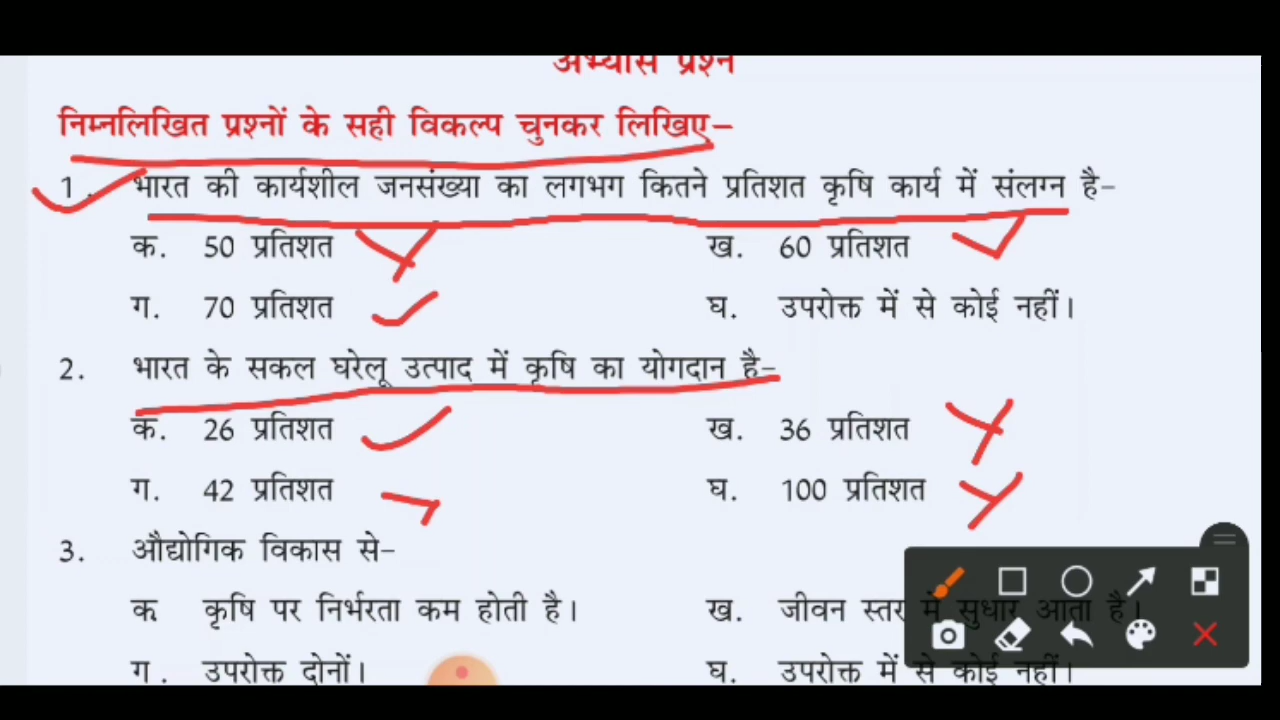 अभ्यास प्रश्न
निम्नलिखित प्रश्नों के सही विकल्प चुनकर लिखिए–
1. भारत की कार्यशील जनसंख्या का लगभग कितने प्रतिशत कृषि कार्य में संलग्न है–
क. 50 प्रतिशत ख. 60 प्रतिशत
ग. 70 प्रतिशत घ. उपरोक्त में से कोई नहीं।
2. भारत के सकल घरेलू उत्पाद में कृषि का योगदान है–
क. 26 प्रतिशत ख. 36 प्रतिशत
ग. 42 प्रतिशत घ. 100 प्रतिशत
3. औद्योगिक विकास से–
क. कृषि पर निर्भरता कम होती है। ख. जीवन स्तर में सुधार आता है।
ग. उपरोक्त दोनों। घ. उपरोक्त में से कोई नहीं।